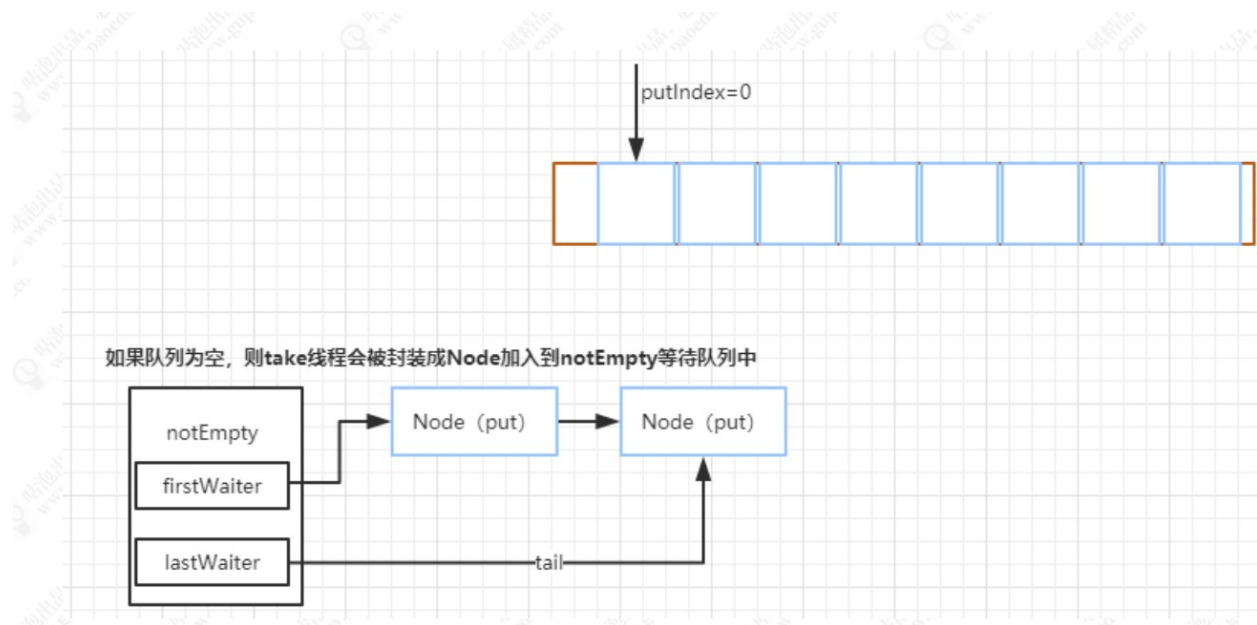 putIndex=0
如果队列为空，则take线程会被封装成Node加入到notEmpty等待队列中
notEmpty
Node（put）
Node（put）
firstWaiter
lastWaiter
tail